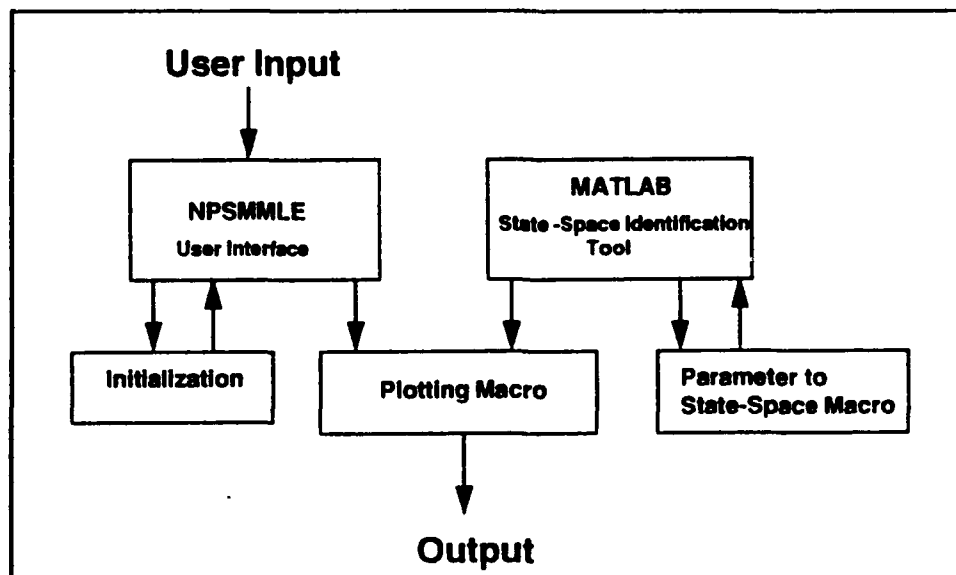 User Input
NPSMMLE
User Interface
MATLAB
State -Space Identification
Tool
Initialization
Plotting Macro
Parameter to
State-Space Macro
Output